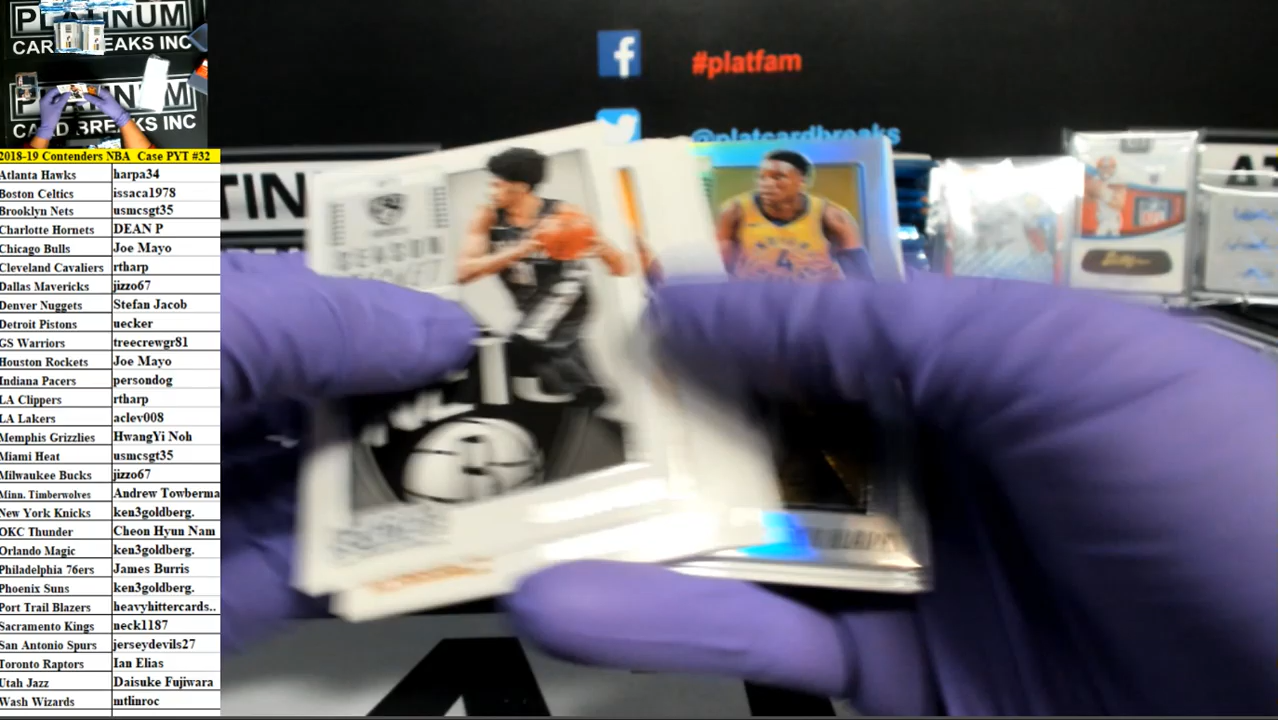 PLATINUM
CARD BREAKS INC
PLATINUM
CARD BREAKS INC
#platfam
@platcardbreaks
TIN
AT
SEASON
4
2018-19 Contenders NBA Case PYT #32
Atlanta Hawks harpa34
Boston Celtics issaca1978
Brooklyn Nets usmcsgt35
Charlotte Hornets DEAN P
Chicago Bulls Joe Mayo
Cleveland Cavaliers rtharp
Dallas Mavericks jizzo67
Denver Nuggets Stefan Jacob
Detroit Pistons uecker
GS Warriors treecrewgr81
Houston Rockets Joe Mayo
Indiana Pacers persondog
LA Clippers rtharp
LA Lakers aclev008
Memphis Grizzlies HwangYi Noh
Miami Heat usmcsgt35
Milwaukee Bucks jizzo67
Minn. Timberwolves Andrew Towberma
New York Knicks ken3goldberg.
OKC Thunder Cheon Hyun Nam
Orlando Magic ken3goldberg.
Philadelphia 76ers James Burris
Phoenix Suns ken3goldberg.
Port Trail Blazers heavyhittercards..
Sacramento Kings neck1187
San Antonio Spurs jerseydevils27
Toronto Raptors Ian Elias
Utah Jazz Daisuke Fujiwara
Wash Wizards mtlinroc